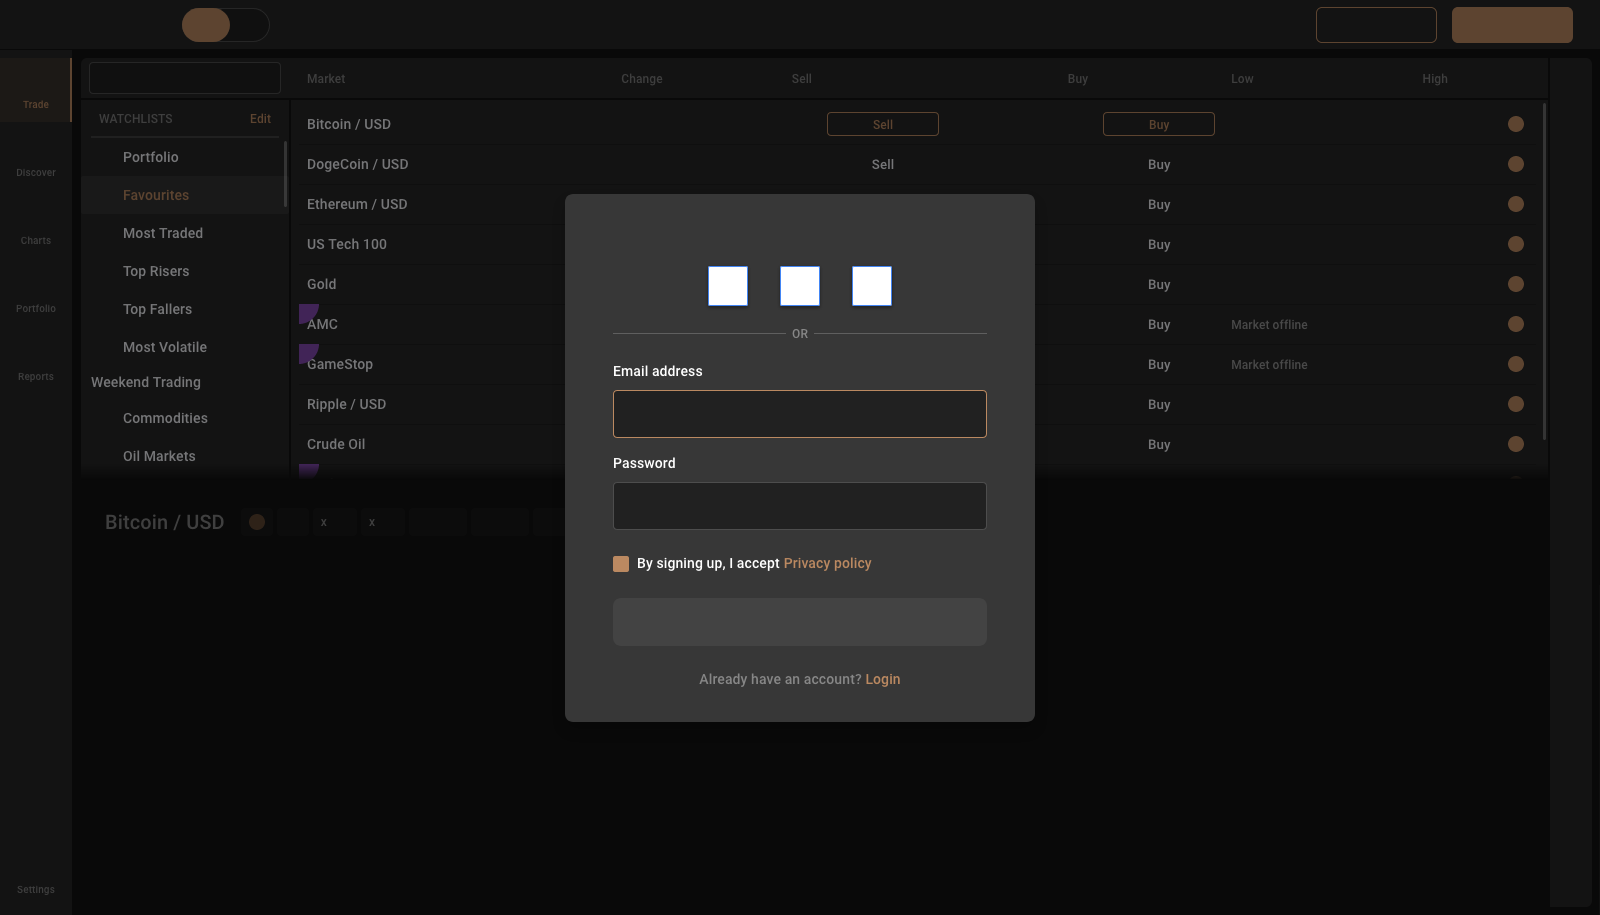 Market Change Sell Buy Low High
Trade
WATCHLISTS Edit
Bitcoin / USD Sell Buy
Portfolio
DogeCoin / USD Sell Buy
Discover
Favourites
Ethereum / USD Buy
Most Traded
Charts
US Tech 100 Buy
Top Risers
Gold Buy
Portfolio
Top Fallers
AMC Buy Market offline
Most Volatile
GameStop Buy Market offline
Reports
Weekend Trading
Ripple / USD Buy
Commodities
Crude Oil Buy
Oil Markets
Bitcoin / USD x x
Settings
OR
Email address
Password
By signing up, I accept Privacy policy
Already have an account? Login